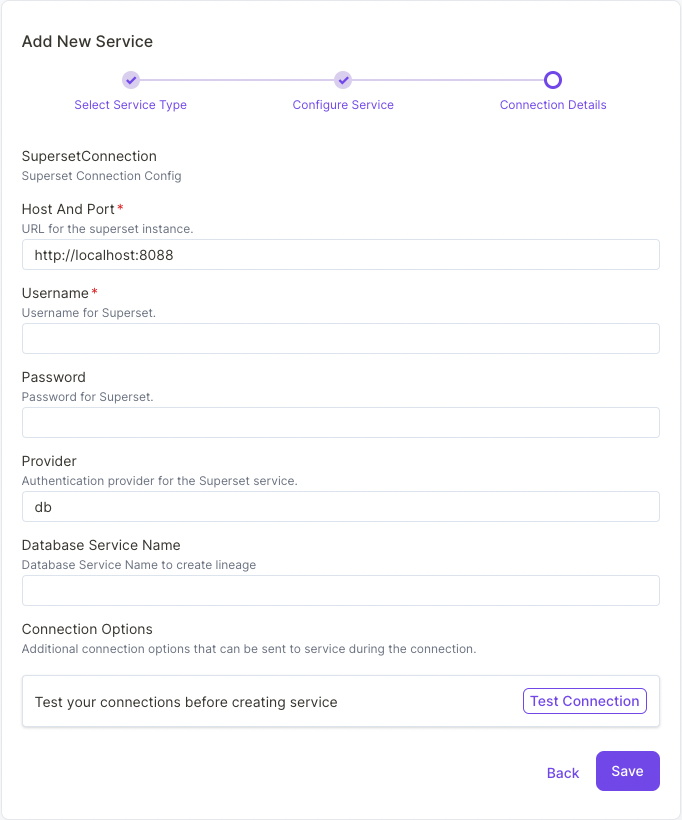 Add New Service
Select Service Type
Configure Service
Connection Details
SupersetConnection
Superset Connection Config
Host And Port*
URL for the superset instance.
http://localhost:8088
Username*
Username for Superset.
Password
Password for Superset.
Provider
Authentication provider for the Superset service.
db
Database Service Name
Database Service Name to create lineage
Connection Options
Additional connection options that can be sent to service during the connection.
Test your connections before creating service
Test Connection
Back
Save